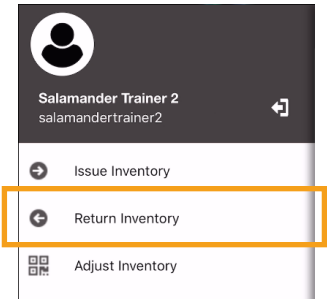 Salamander Trainer 2
salamandertrainer2
Issue Inventory
Return Inventory
Adjust Inventory